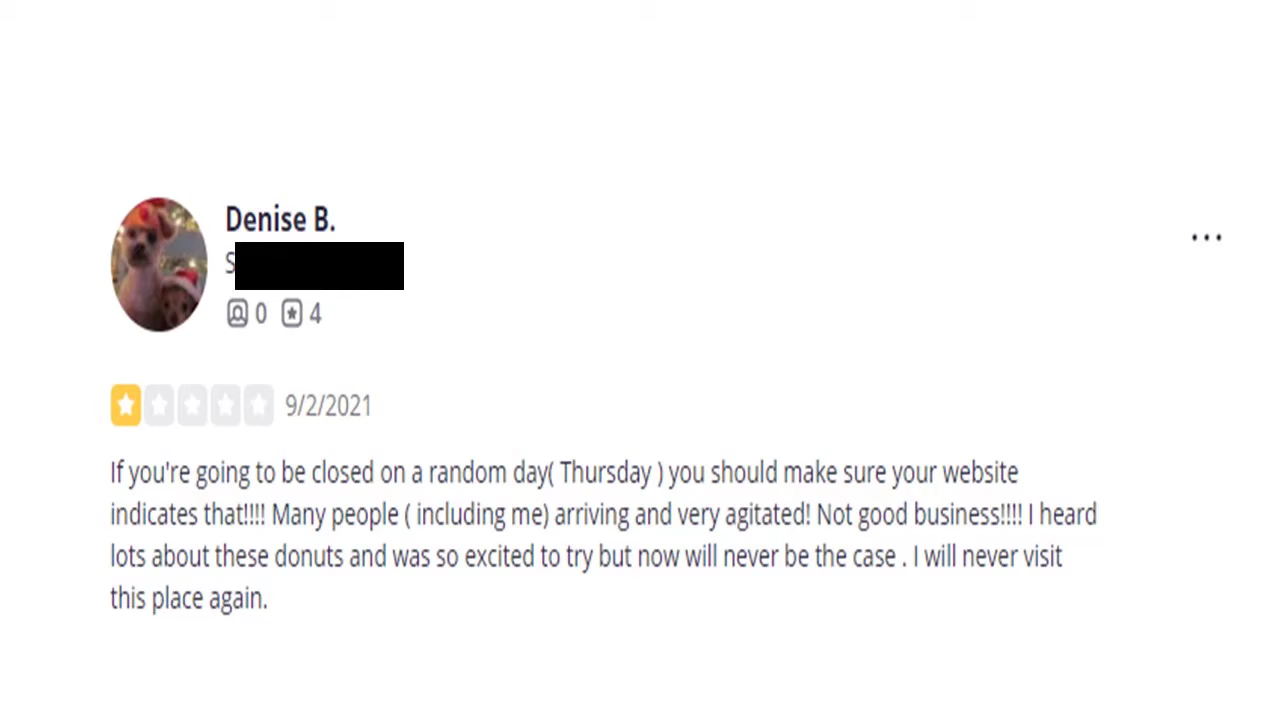 Denise B.
S
0 4
9/2/2021
If you're going to be closed on a random day( Thursday ) you should make sure your website
indicates that!!!! Many people ( including me) arriving and very agitated! Not good business!!!! I heard
lots about these donuts and was so excited to try but now will never be the case . I will never visit
this place again.